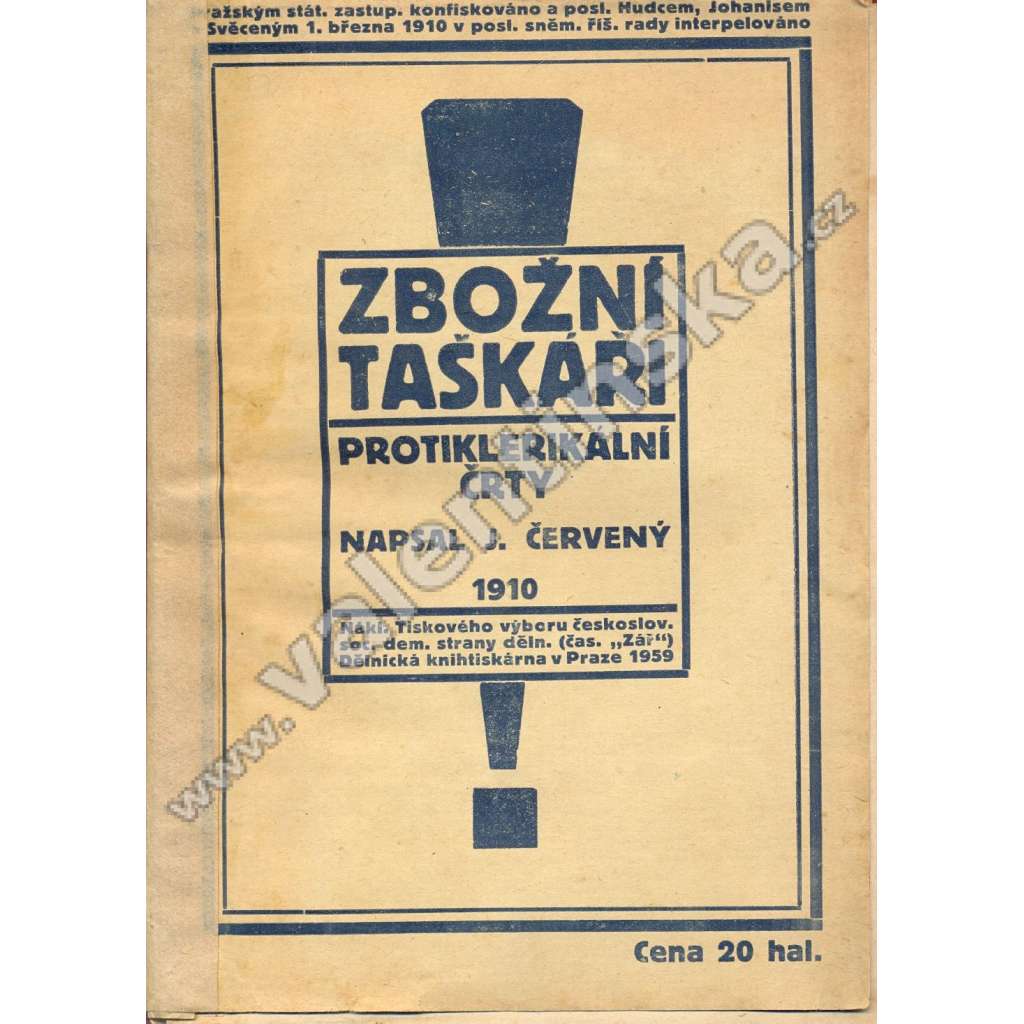 ražským stát. zastup. konfiskováno a posl. Hudcem, Johanisem
Svěceným 1. března 1910 v posl. sněm. říš. rady interpelováno
ZBOŽNÍ
TAŠKÁŘI
PROTIKLERIKÁLNÍ
ČRTY
NAPSAL J. ČERVENÝ
1910
Nákl. Tiskového výboru českoslov.
soc. dem. strany děln. (čas. „Zář“)
Dělnická knihtiskárna v Praze 1959
Cena 20 hal.
www.valentinska.cz